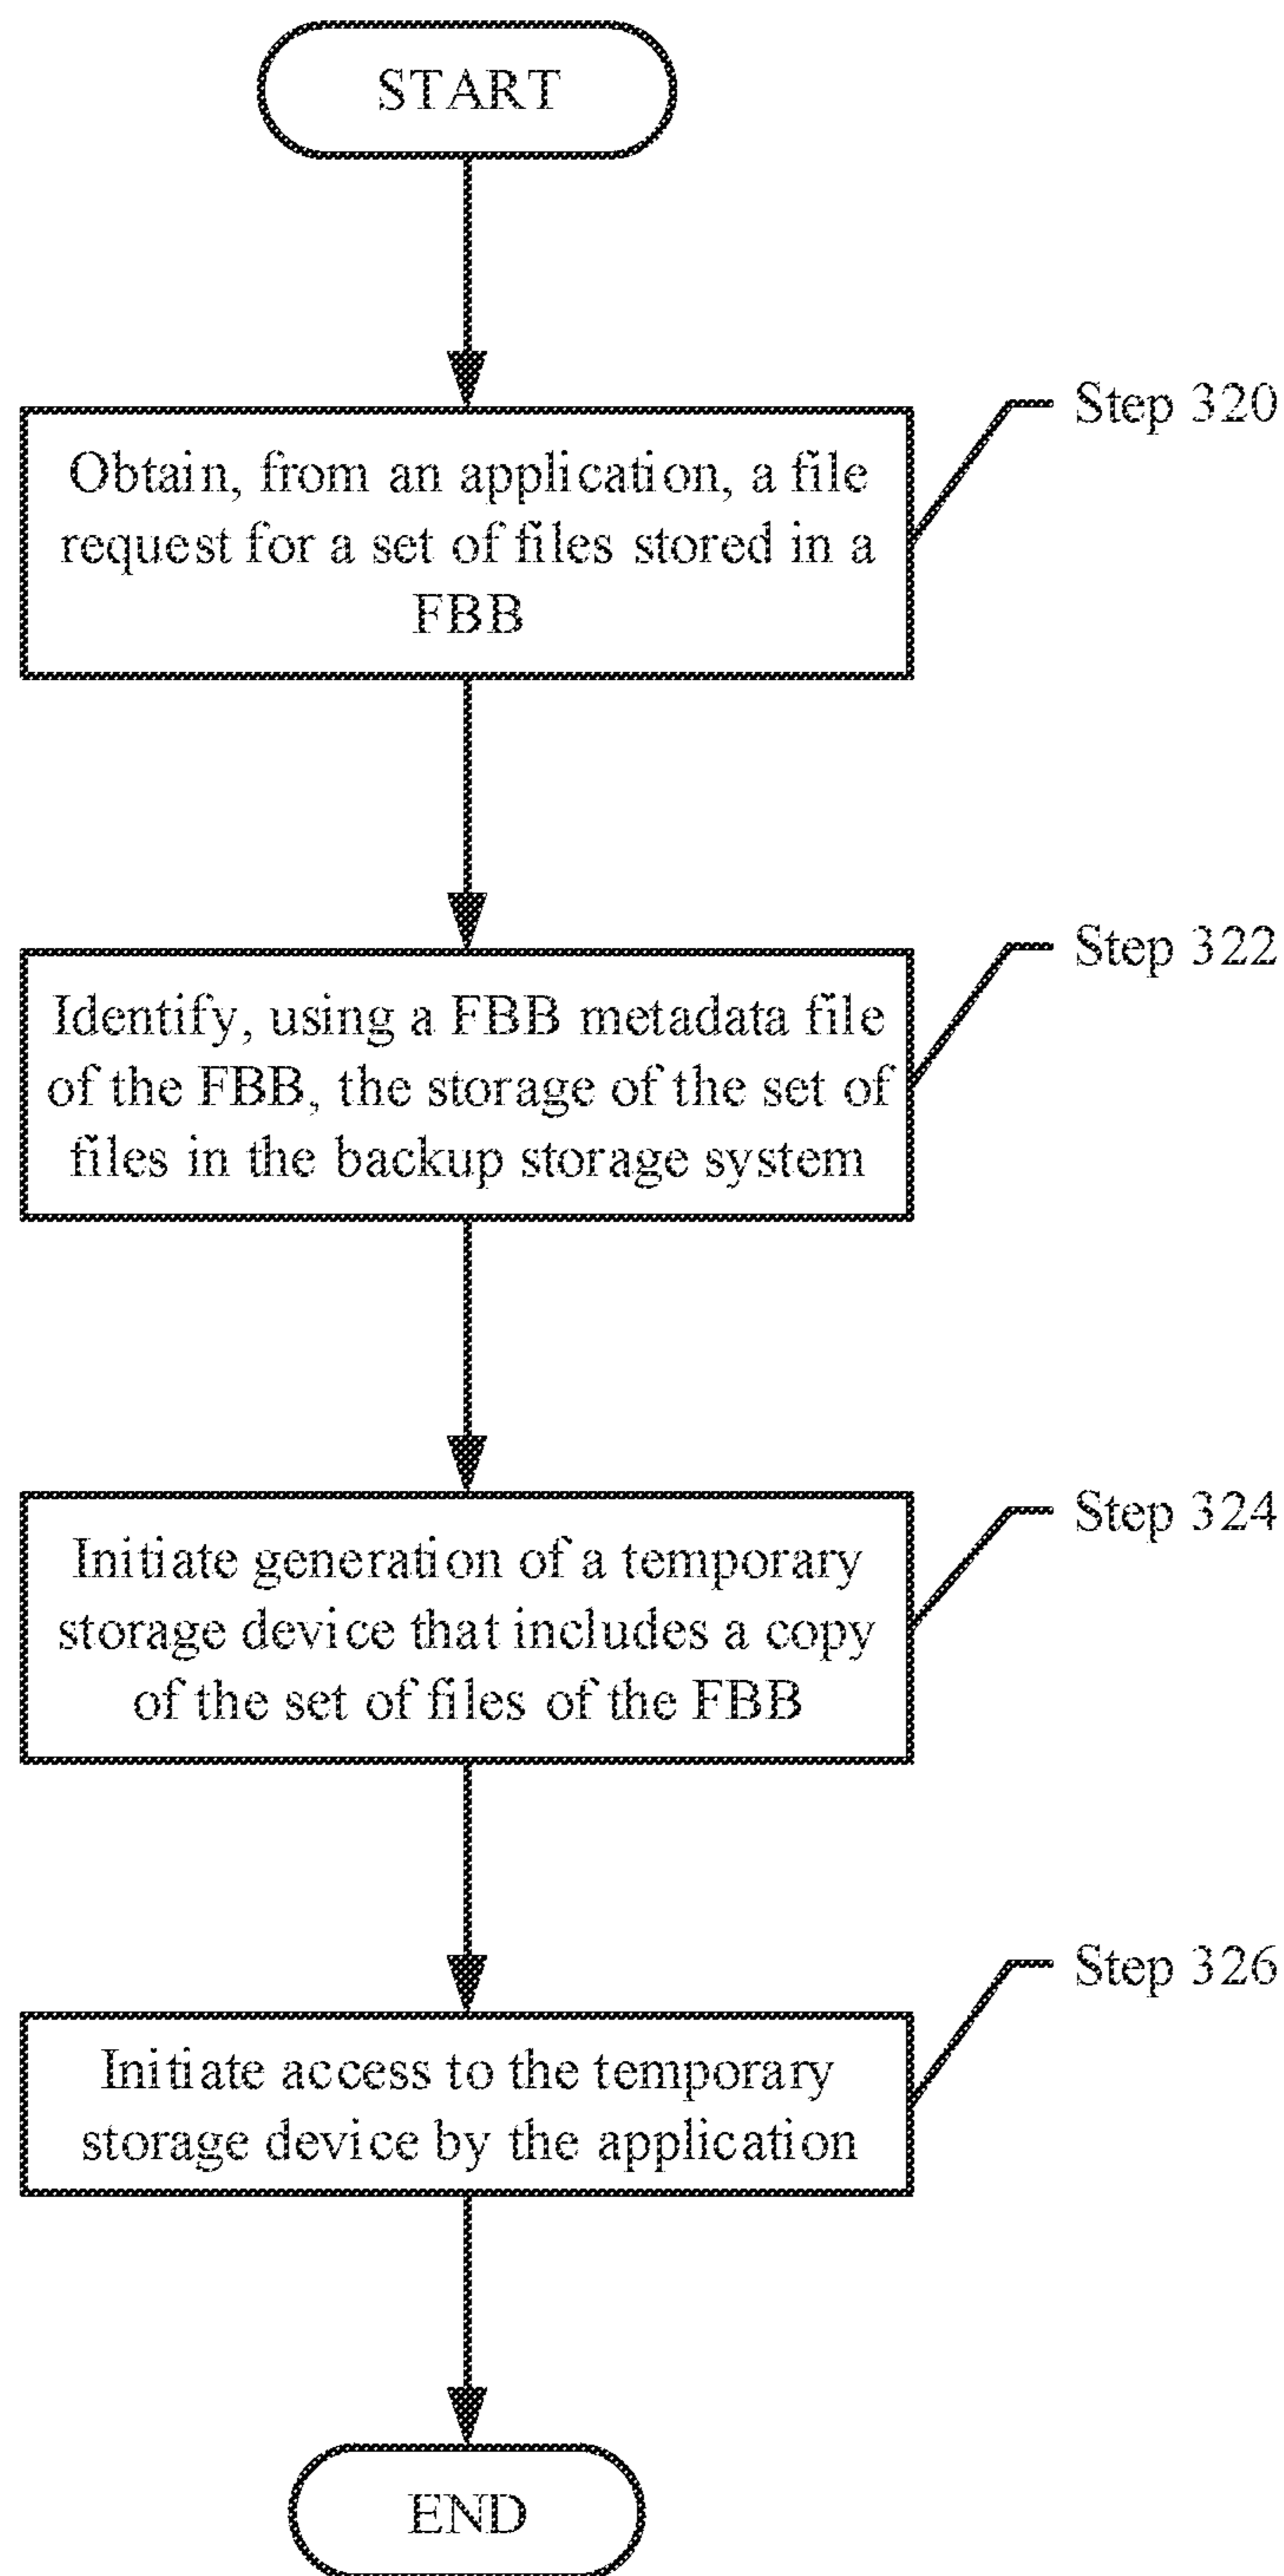 START
Step 320
Obtain, from an application, a file
request for a set of files stored in a
FBB
Step 322
Identify, using a FBB metadata file
of the FBB, the storage of the set of
files in the backup storage system
Step 324
Initiate generation of a temporary
storage device that includes a copy
of the set of files of the FBB
Step 326
Initiate access to the temporary
storage device by the application
END